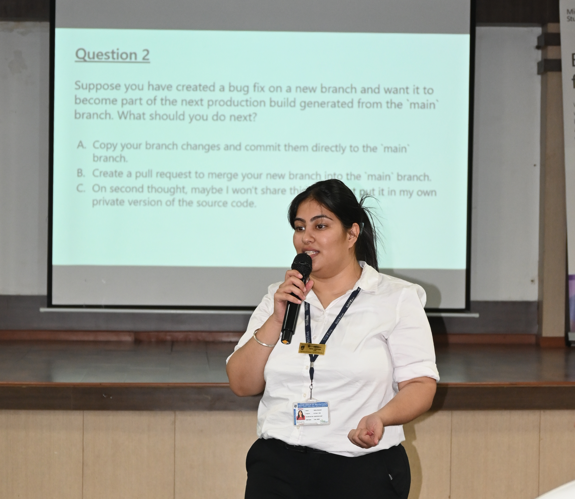 Question 2
Suppose you have created a bug fix on a new branch and want it to
become part of the next production build generated from the `main`
branch. What should you do next?
A. Copy your branch changes and commit them directly to the `main`
branch.
B. Create a pull request to merge your new branch into the `main` branch.
C. On second thought, maybe I won't share put it in my own
private version of the source code.